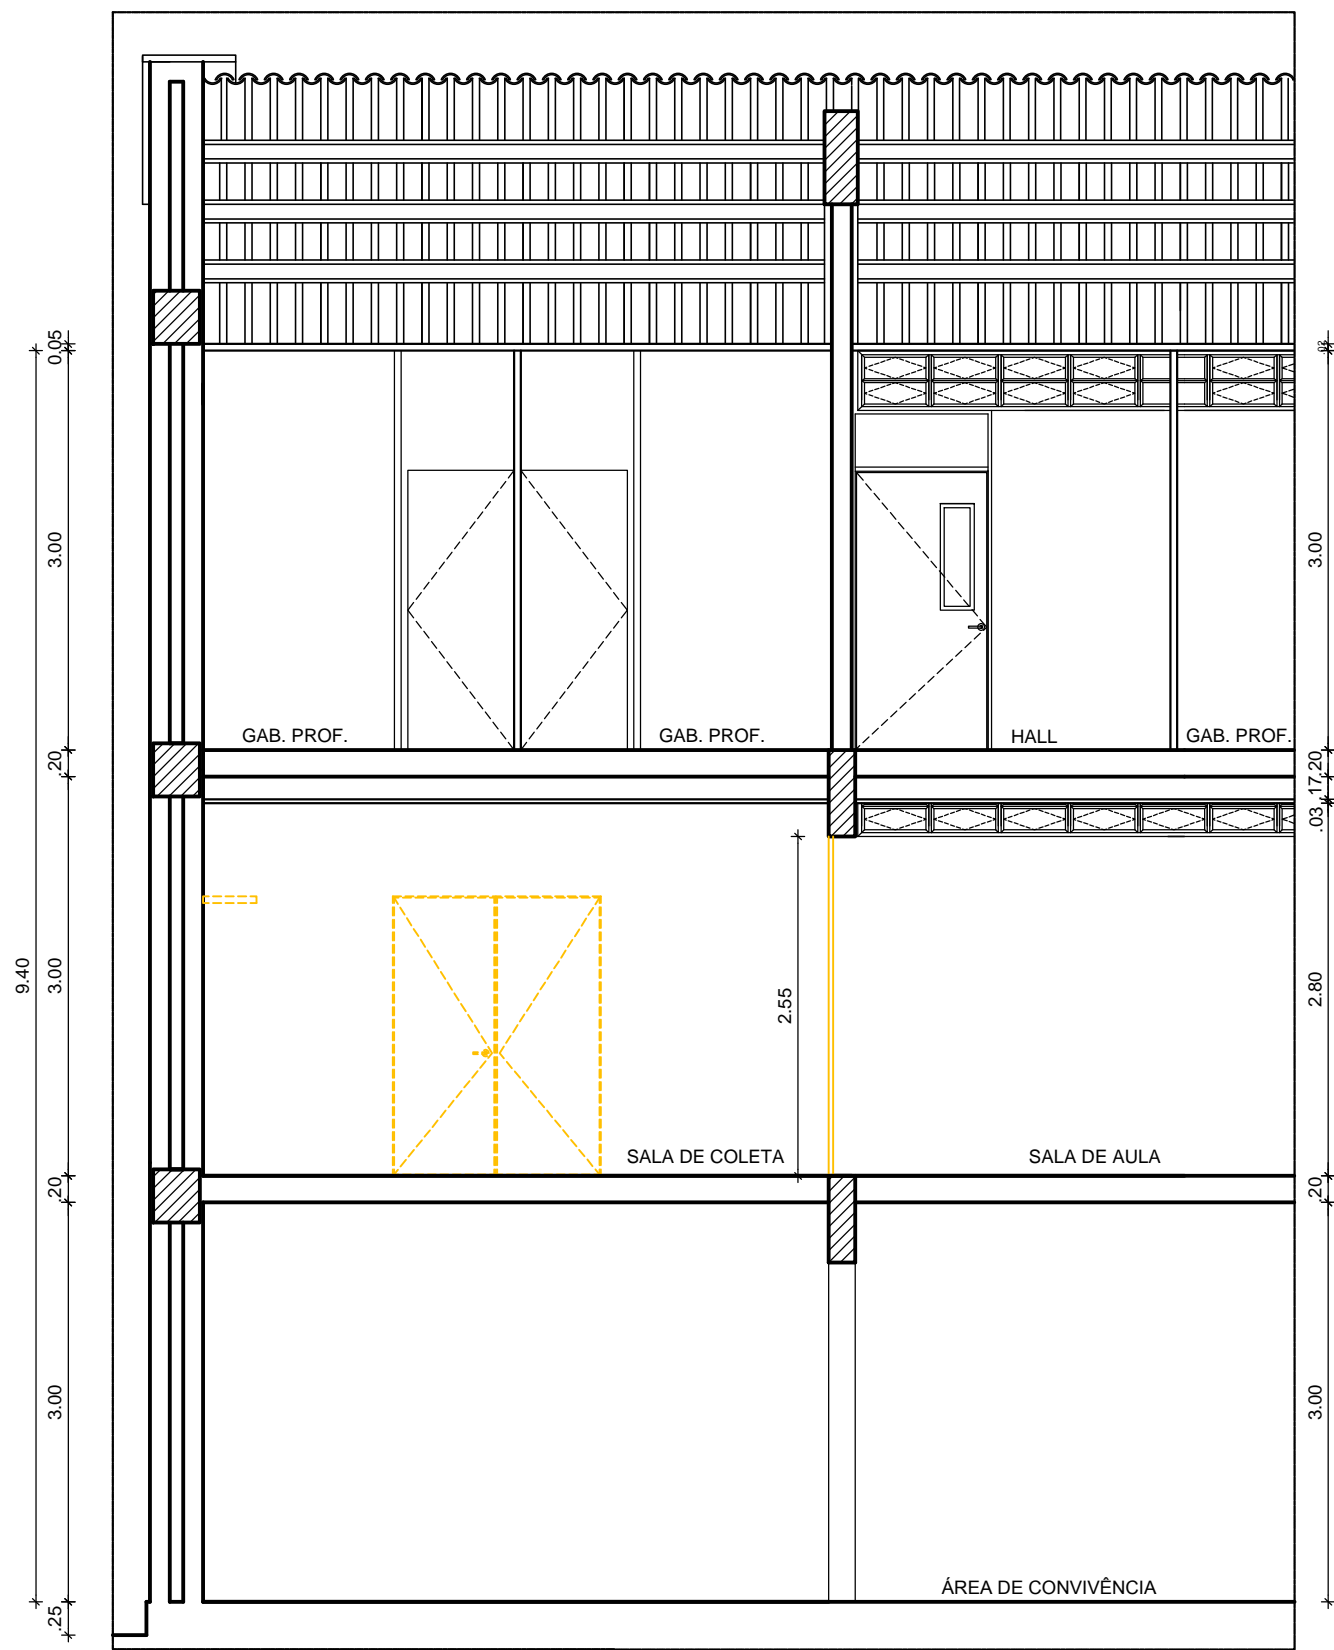 0.05
.02
3.00
3.00
GAB. PROF.
GAB. PROF.
HALL
GAB. PROF.
.20
.20
.17
.03
9.40
3.00
2.55
2.80
SALA DE COLETA
SALA DE AULA
.20
.20
3.00
3.00
ÁREA DE CONVIVÊNCIA
.25